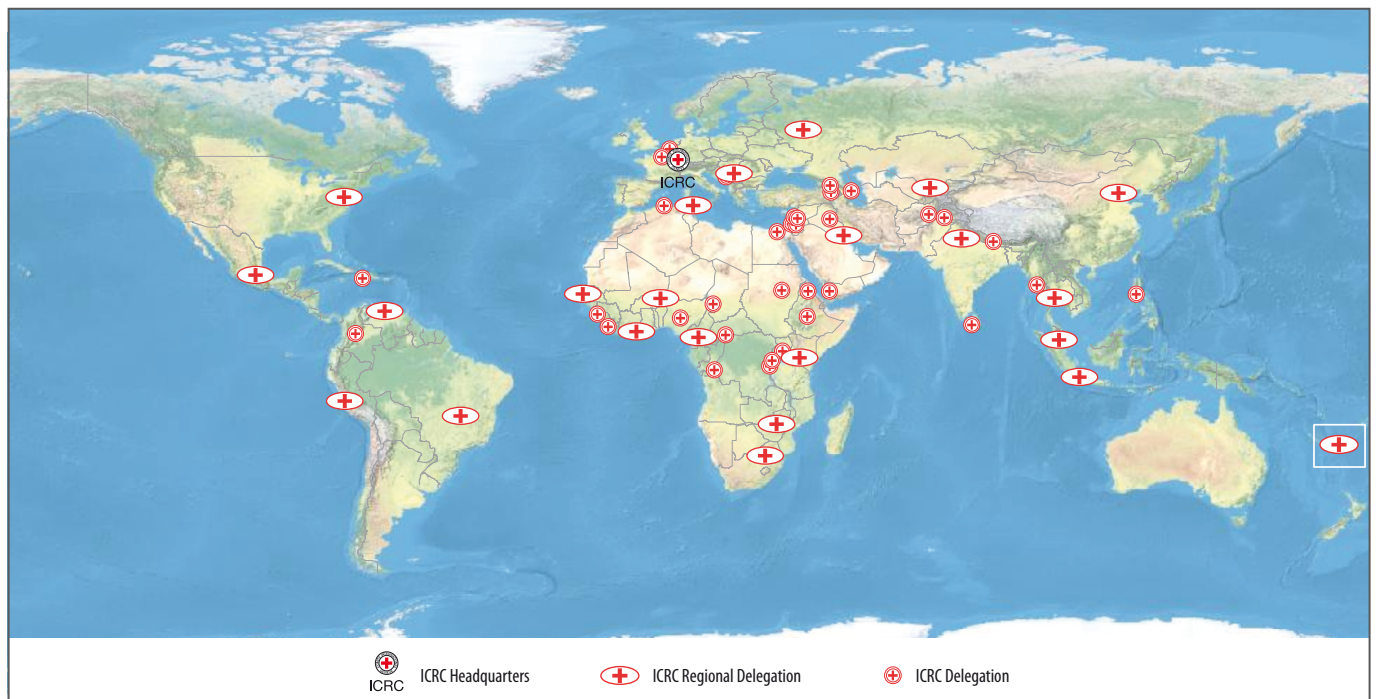 ICRC
ICRC
ICRC Headquarters
ICRC Regional Delegation
ICRC Delegation